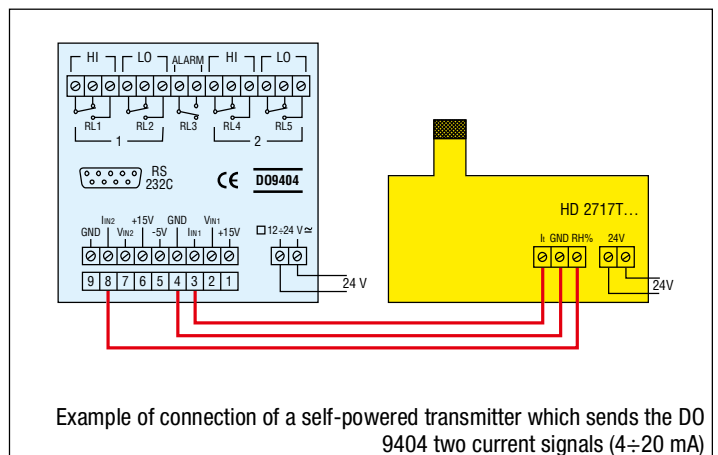 HI LO ALARM HI LO
RL1 RL2 RL3 RL4 RL5
1 2
RS
232C
CE DO9404
HD 2717T...
IIN2 +15V GND VIN1
GND VIN2 -5V IIN1 +15V
12÷24 V≃
It GND RH% 24V
9 8 7 6 5 4 3 2 1
24 V
24V
Example of connection of a self-powered transmitter which sends the DO
9404 two current signals (4÷20 mA)